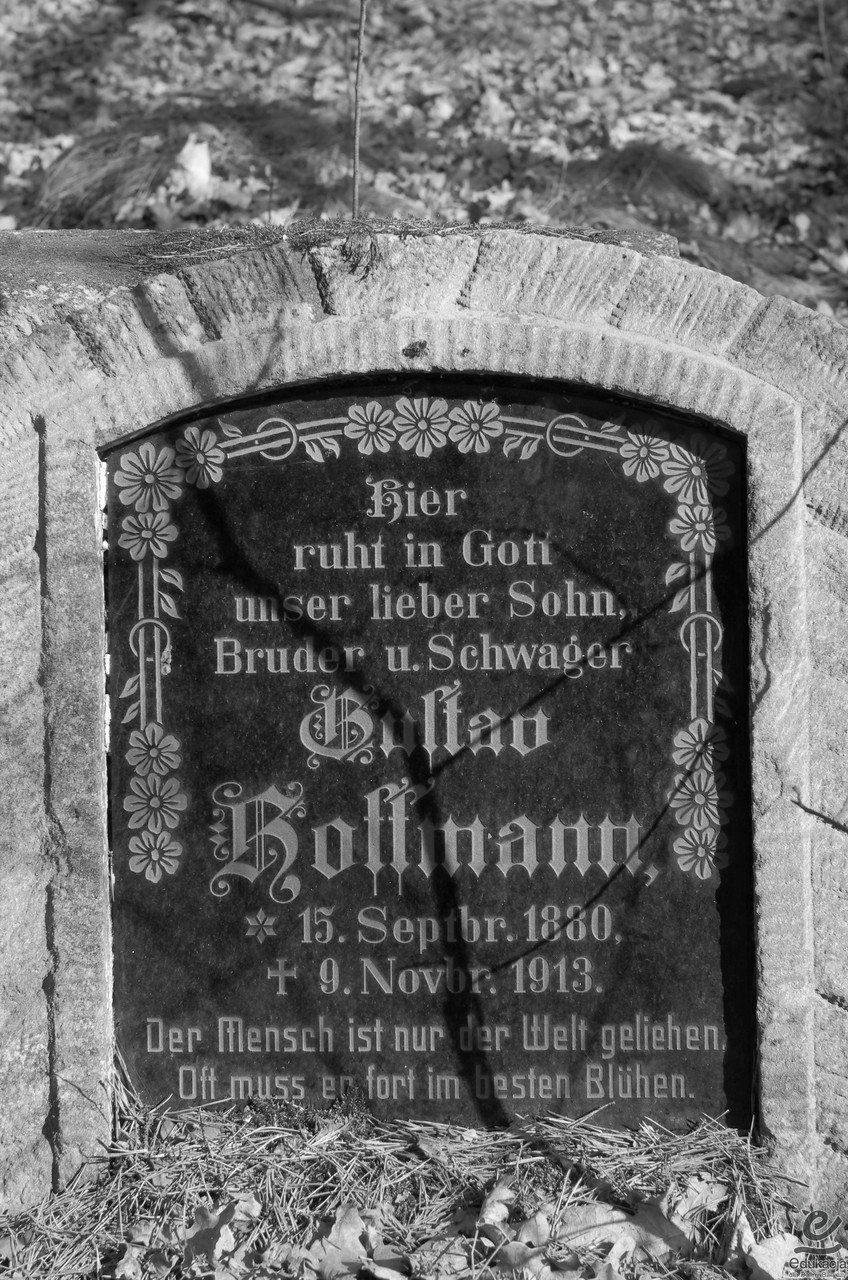 Hier
ruht in Gott
unser lieber Sohn,
Bruder u. Schwager
Gustav
Hoffmann,
* 15. Septbr. 1880,
† 9. Novbr. 1913.
Der Mensch ist nur der Welt geliehen.
Oft muss er fort im besten Blühen.
eduKacja